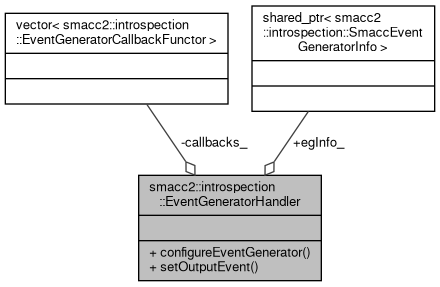 vector< smacc2::introspection
::EventGeneratorCallbackFunctor >
shared_ptr< smacc2
::introspection::SmaccEvent
GeneratorInfo >
-callbacks_
+egInfo_
smacc2::introspection
::EventGeneratorHandler
+ configureEventGenerator()
+ setOutputEvent()